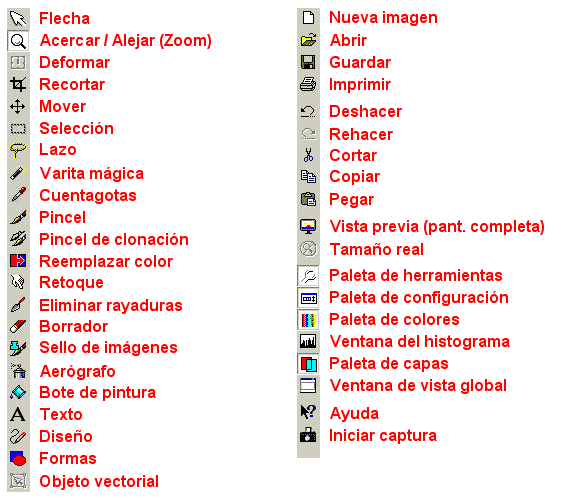 Flecha
Acercar / Alejar (Zoom)
Deformar
Recortar
Mover
Selección
Lazo
Varita mágica
Cuentagotas
Pincel
Pincel de clonación
Reemplazar color
Retoque
Eliminar rayaduras
Borrador
Sello de imágenes
Aerógrafo
Bote de pintura
Texto
Diseño
Formas
Objeto vectorial
Nueva imagen
Abrir
Guardar
Imprimir
Deshacer
Rehacer
Cortar
Copiar
Pegar
Vista previa (pant. completa)
Tamaño real
Paleta de herramientas
Paleta de configuración
Paleta de colores
Ventana del histograma
Paleta de capas
Ventana de vista global
Ayuda
Iniciar captura